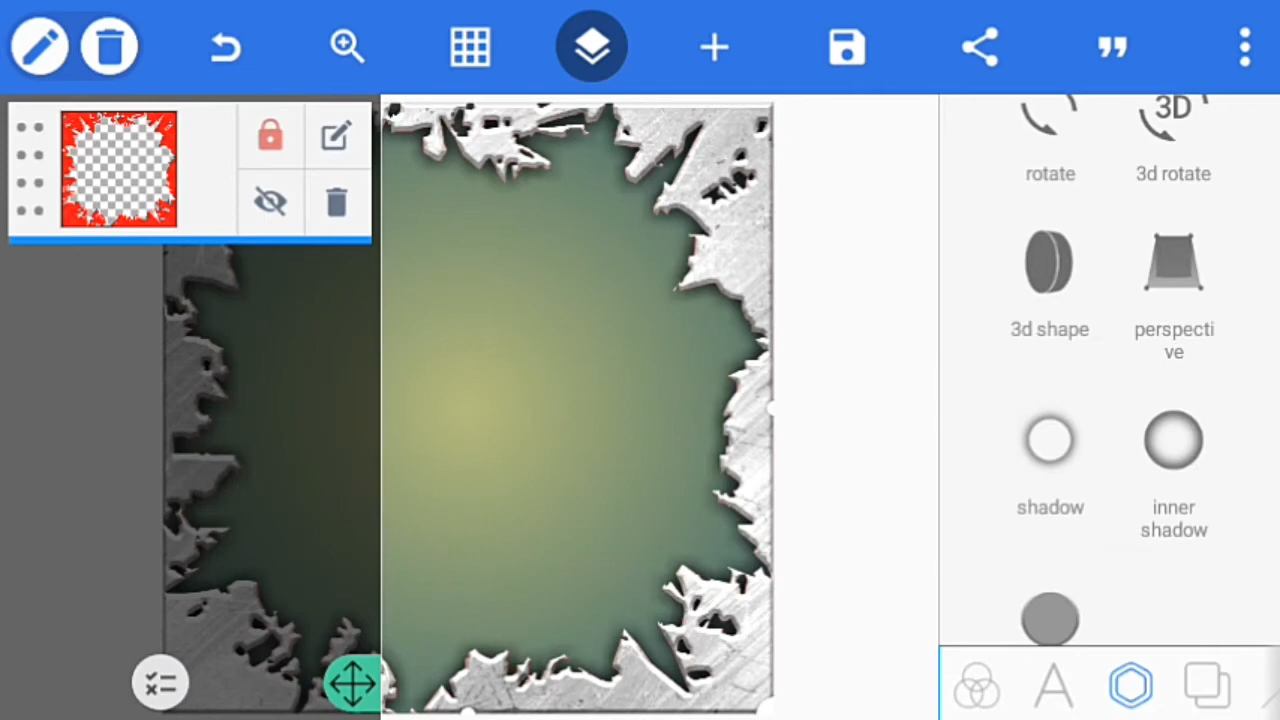 3D
rotate
3d rotate
3d shape
perspecti
ve
shadow
inner
shadow